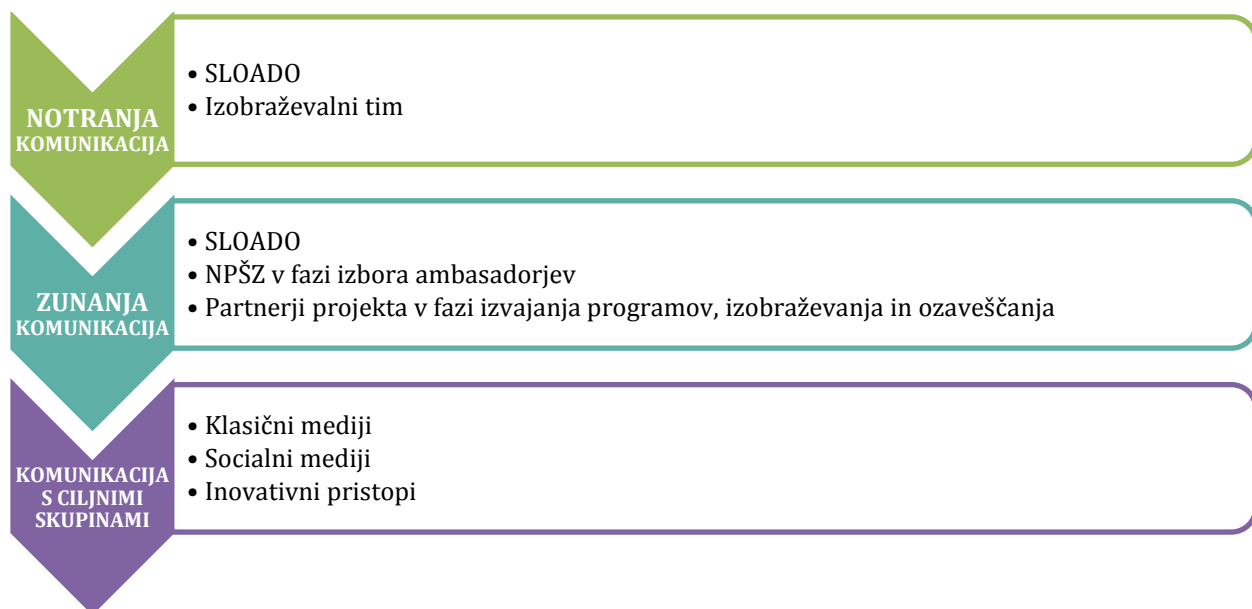 NOTRANJA
KOMUNIKACIJA
• SLOADO
• Izobraževalni tim
ZUNANJA
KOMUNIKACIJA
• SLOADO
• NPŠZ v fazi izbora ambasadorjev
• Partnerji projekta v fazi izvajanja programov, izobraževanja in ozaveščanja
KOMUNIKACIJA
S CILJNIMI
SKUPINAMI
• Klasični mediji
• Socialni mediji
• Inovativni pristopi